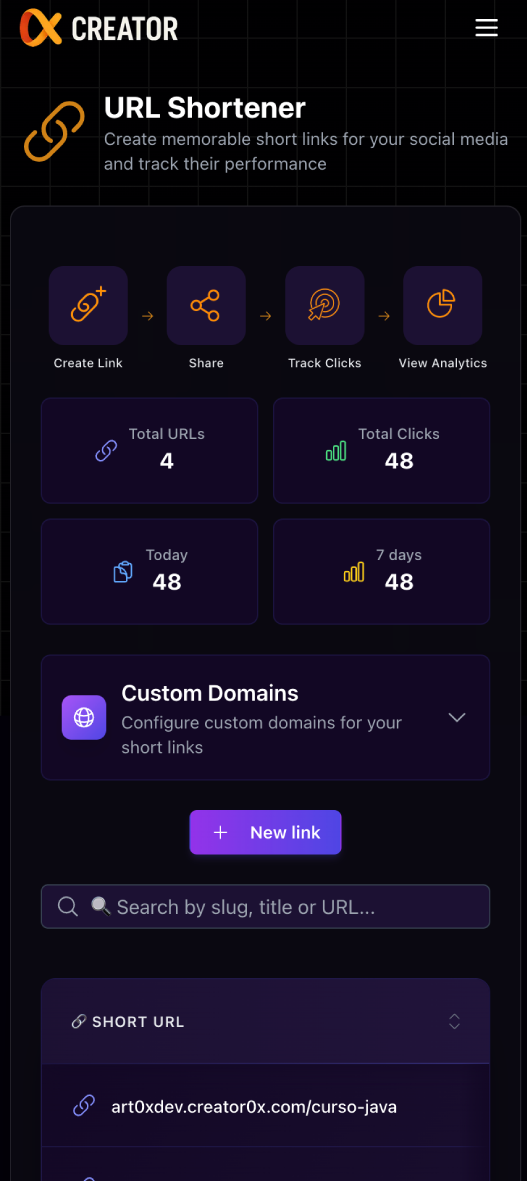 CREATOR
URL Shortener
Create memorable short links for your social media
and track their performance
Create Link
Share
Track Clicks
View Analytics
Total URLs
4
Total Clicks
48
Today
48
7 days
48
Custom Domains
Configure custom domains for your
short links
New link
🔍 Search by slug, title or URL...
🔗 SHORT URL
art0xdev.creator0x.com/curso-java